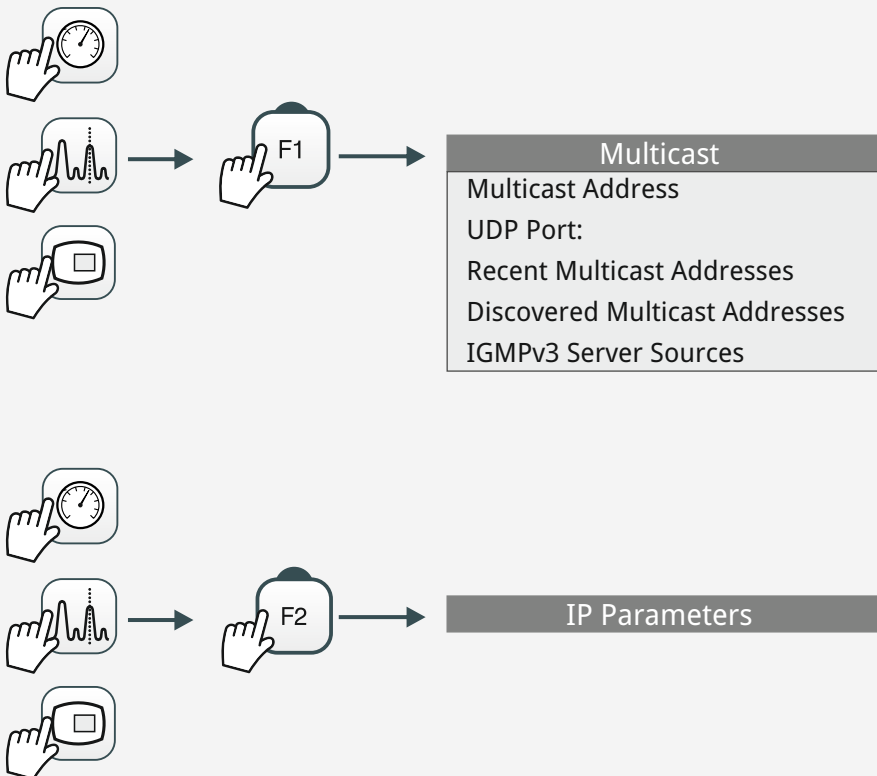 F1
Multicast
Multicast Address
UDP Port:
Recent Multicast Addresses
Discovered Multicast Addresses
IGMPv3 Server Sources
F2
IP Parameters